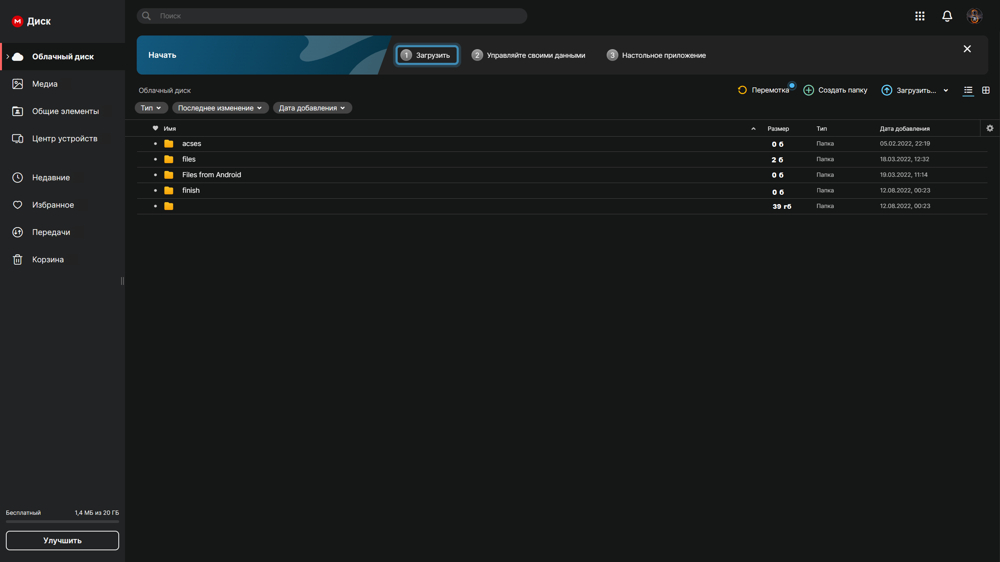 Диск
Облачный диск
Медиа
Общие элементы
Центр устройств
Недавние
Избранное
Передачи
Корзина
Бесплатный 1,4 МБ из 20 ГБ
Улучшить
Поиск
Начать
1 Загрузить
2 Управляйте своими данными
3 Настольное приложение
Облачный диск
Перемотка
Создать папку
Загрузить...
Тип
Последнее изменение
Дата добавления
Имя Размер Тип Дата добавления
acses 0 б Папка 05.02.2022, 22:19
files 2 б Папка 18.03.2022, 12:32
Files from Android 0 б Папка 19.03.2022, 11:14
finish 0 б Папка 12.08.2022, 00:23
39 гб Папка 12.08.2022, 00:23